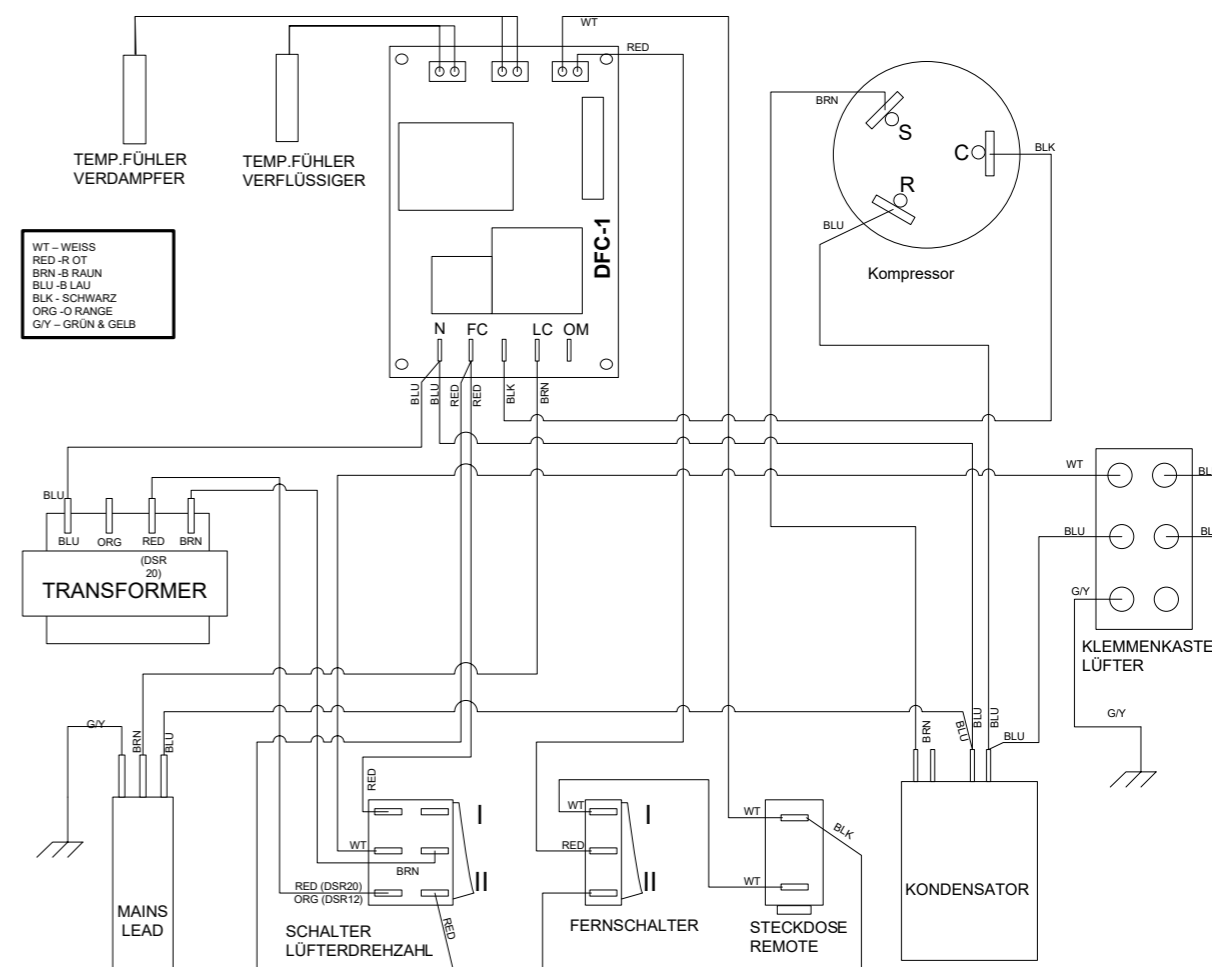 WT
RED
TEMP.FÜHLER
VERDAMPFER
TEMP.FÜHLER
VERFLÜSSIGER
DFC-1
BRN
S
C
BLK
R
BLU
Kompressor
WT – WEISS
RED -R OT
BRN -B RAUN
BLU -B LAU
BLK - SCHWARZ
ORG -O RANGE
G/Y – GRÜN & GELB
N FC LC OM
BLU
BLU
RED
RED
BLK
BRN
WT
BL
BLU
BL
G/Y
KLEMMENKASTE
LÜFTER
BLU
BLU ORG RED BRN
(DSR
20)
TRANSFORMER
G/Y
BRN
BLU
MAINS
LEAD
RED
WT
BRN
RED (DSR20)
ORG (DSR12)
RED
I
II
SCHALTER
LÜFTERDREHZAHL
WT
RED
I
II
FERNSCHALTER
WT
BLK
WT
STECKDOSE
REMOTE
BRN
BLU
BLU
BLU
BLU
KONDENSATOR
G/Y